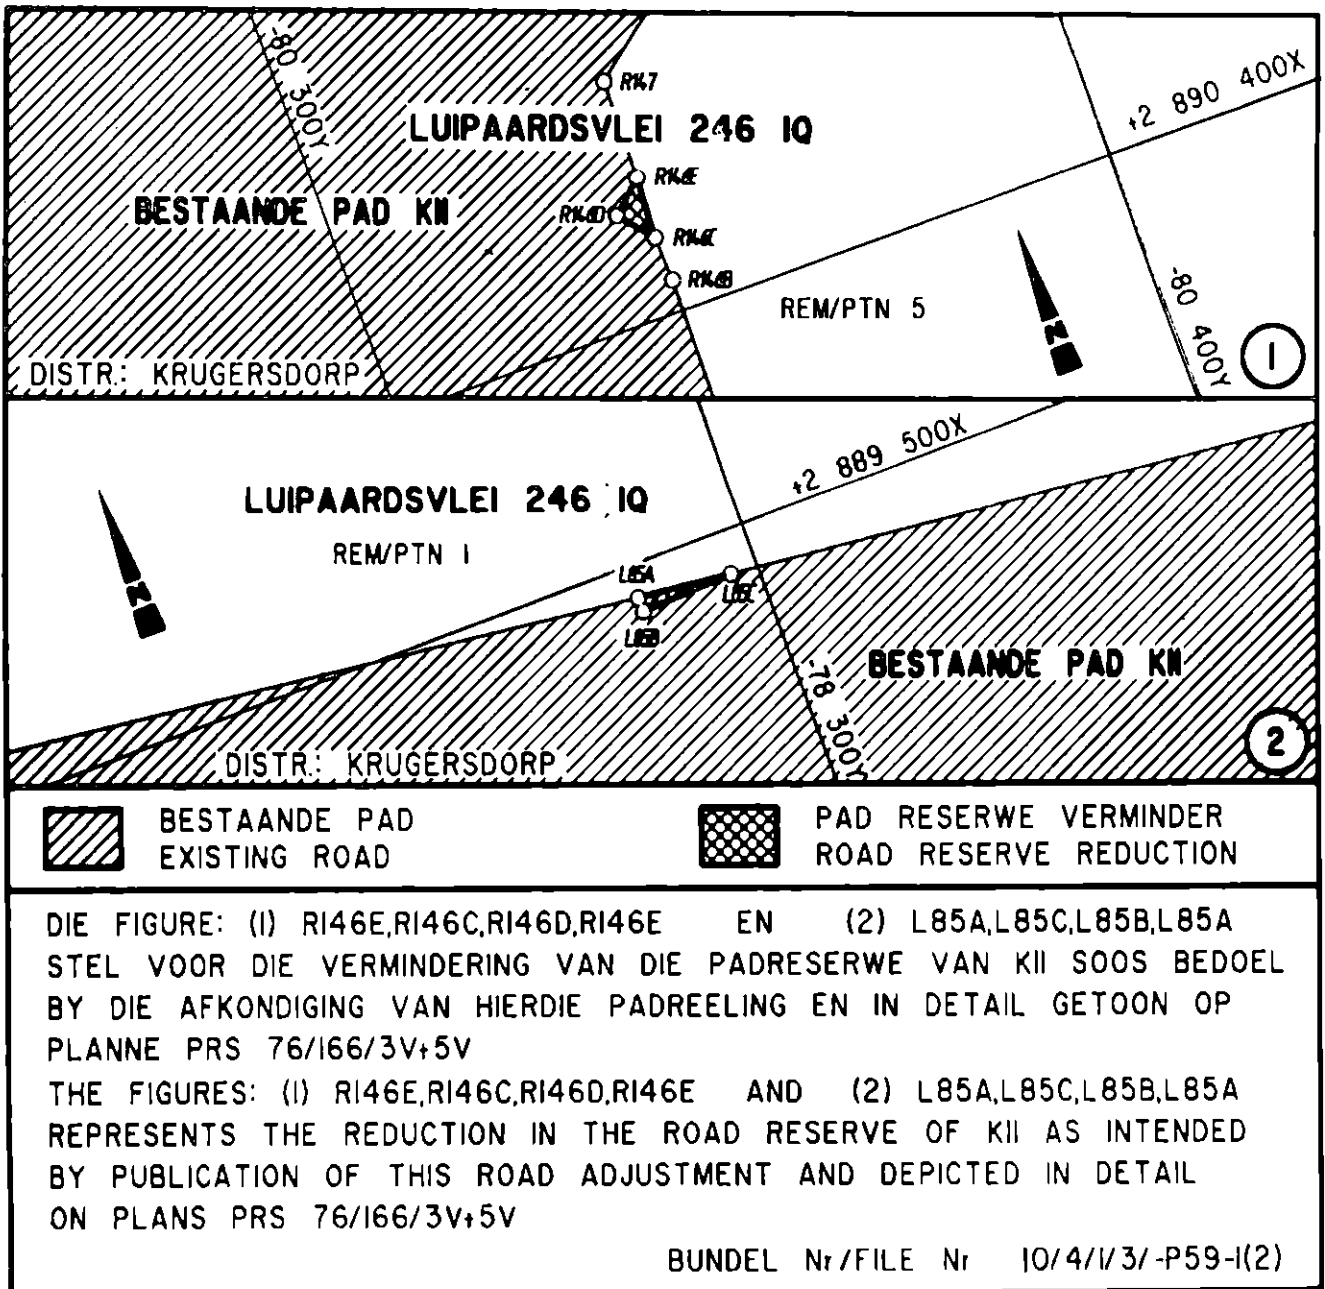 -80 300Y
R147
+2 890 400X
LUIPAARDSVLEI 246 IQ
R146E
BESTAANDE PAD K11
R146D
R146C
R146B
REM/PTN 5
N
-80 400Y
1
DISTR.: KRUGERSDORP
+2 889 500X
LUIPAARDSVLEI 246 IQ
REM/PTN 1
L85A
L85C
N
L85B
BESTAANDE PAD K11
-78 300Y
2
DISTR.: KRUGERSDORP
BESTAANDE PAD
EXISTING ROAD
PAD RESERWE VERMINDER
ROAD RESERVE REDUCTION
DIE FIGURE: (1) R146E,R146C,R146D,R146E EN (2) L85A,L85C,L85B,L85A
STEL VOOR DIE VERMINDERING VAN DIE PADRESERWE VAN K11 SOOS BEDOEL
BY DIE AFKONDIGING VAN HIERDIE PADREELING EN IN DETAIL GETOON OP
PLANNE PRS 76/166/3V+5V
THE FIGURES: (1) R146E,R146C,R146D,R146E AND (2) L85A,L85C,L85B,L85A
REPRESENTS THE REDUCTION IN THE ROAD RESERVE OF K11 AS INTENDED
BY PUBLICATION OF THIS ROAD ADJUSTMENT AND DEPICTED IN DETAIL
ON PLANS PRS 76/166/3V+5V
BUNDEL Nr/FILE Nr 10/4/1/3/-P59-1(2)